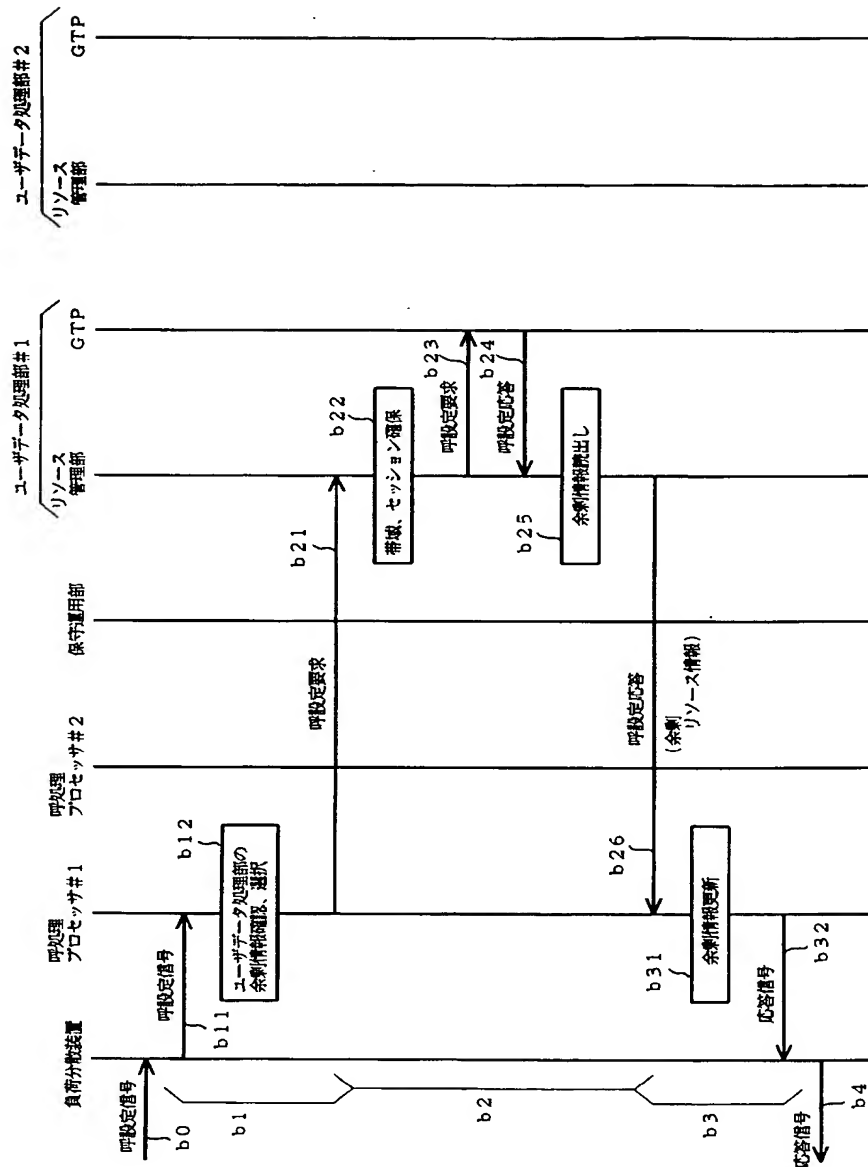 ユーザデータ処理部#1
ユーザデータ処理部#2
負荷分散装置
呼処理
プロセッサ#1
呼処理
プロセッサ#2
保守運用部
リソース
管理部
GTP
リソース
管理部
GTP
呼設定信号
b0
b1
呼設定信号
b11
b12
ユーザデータ処理部の
余剰情報確認、選択
b2
呼設定要求
b21
b22
帯域、セッション確保
呼設定要求
b23
b24
呼設定応答
b25
余剰情報読出し
呼設定応答
(余剰
リソース情報)
b26
b3
b31
余剰情報更新
応答信号
b32
応答信号
b4